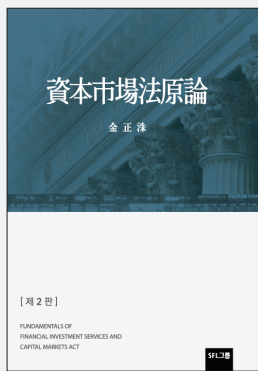 資本市場法原論
金正洙
[ 제 2 판 ]
FUNDAMENTALS OF
FINANCIAL INVESTMENT SERVICES AND
CAPITAL MARKETS ACT
SFL그룹